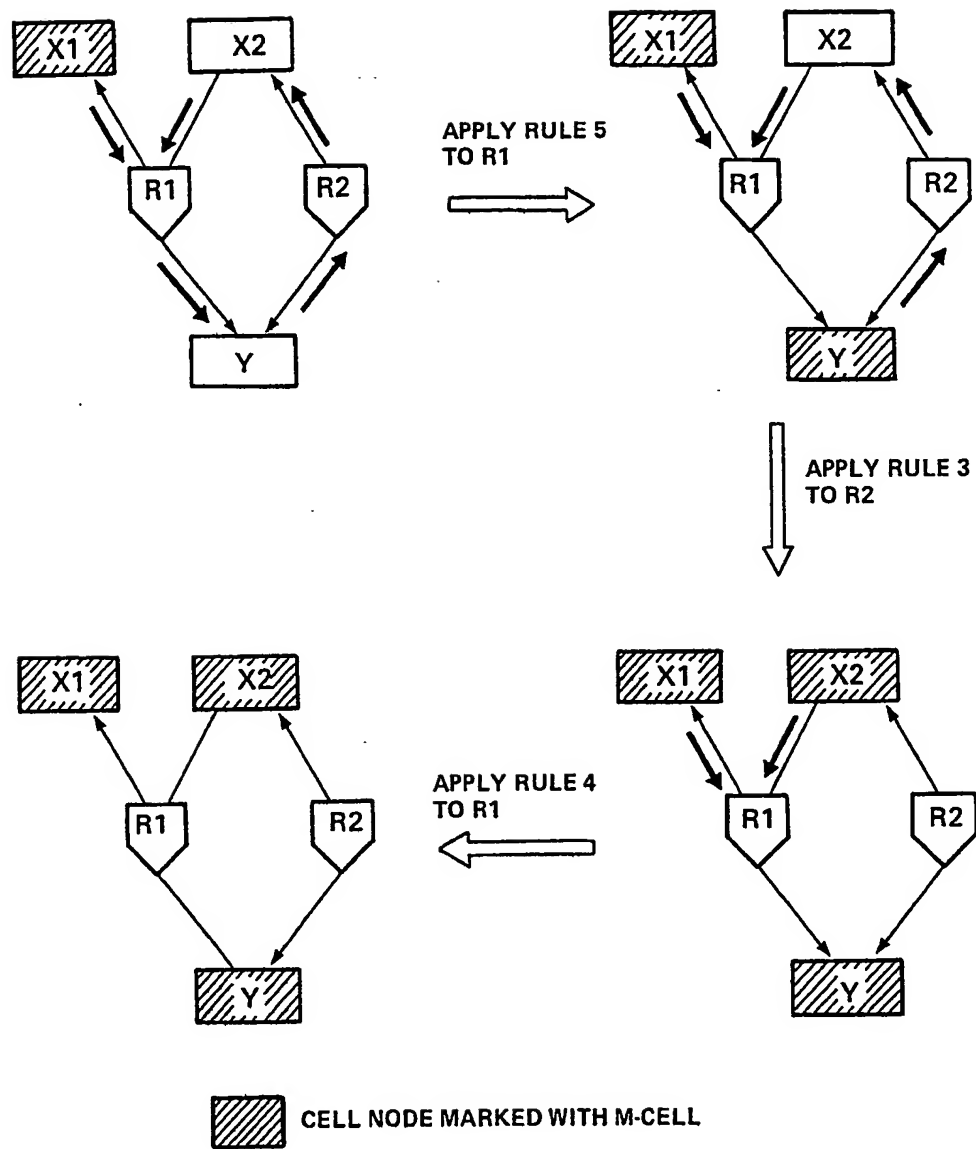 X1
X2
R1
R2
Y
APPLY RULE 5
TO R1
X1
X2
R1
R2
Y
APPLY RULE 3
TO R2
X1
X2
R1
R2
Y
APPLY RULE 4
TO R1
X1
X2
R1
R2
Y
CELL NODE MARKED WITH M-CELL